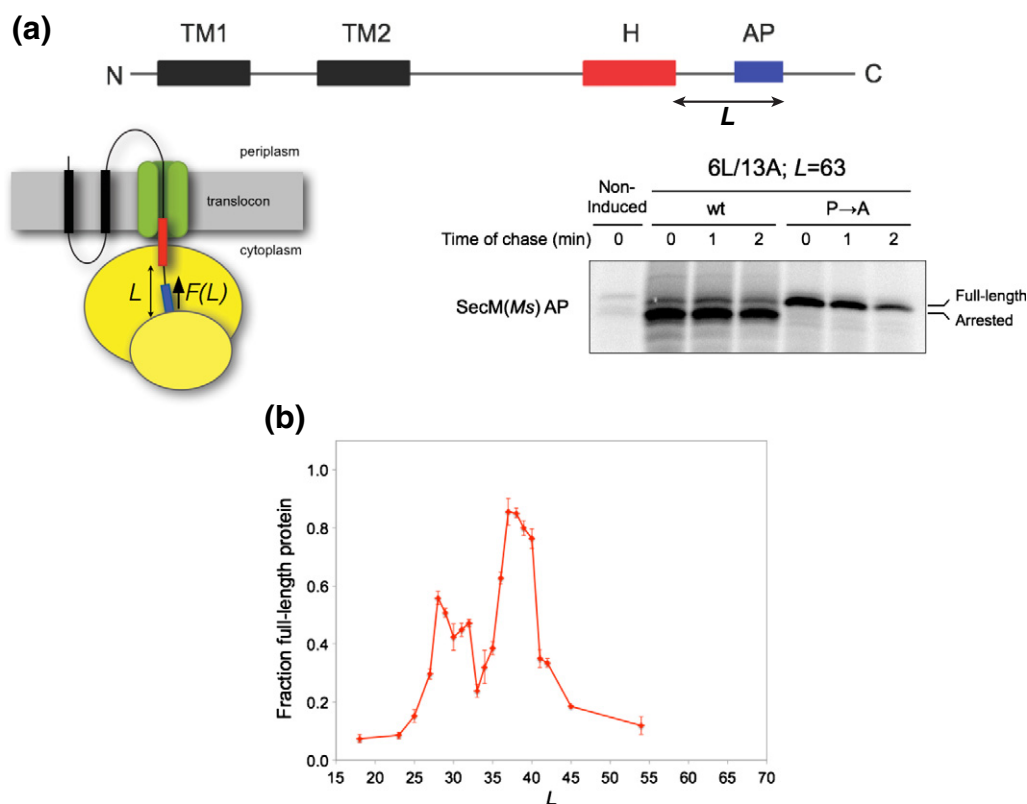 (a)
TM1 TM2 H AP
N C
L
periplasm
translocon
cytoplasm
L F(L)
6L/13A; L=63
Non-
Induced
wt P→A
Time of chase (min) 0 0 1 2 0 1 2
SecM(Ms) AP
Full-length
Arrested
(b)
Fraction full-length protein
1.0
0.8
0.6
0.4
0.2
0.0
15 20 25 30 35 40 45 50 55 60 65 70
L